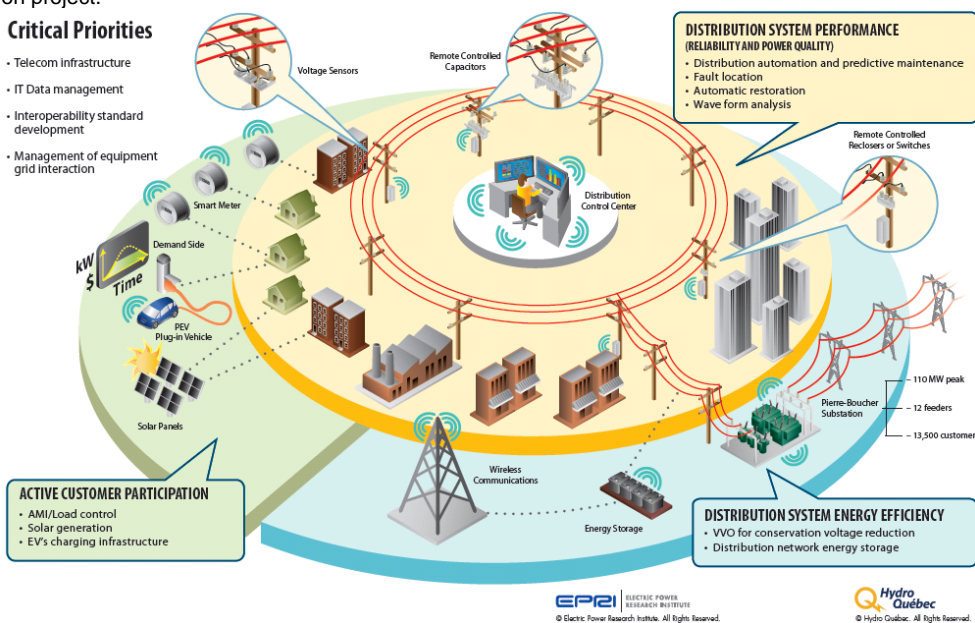 on project.
Critical Priorities
• Telecom infrastructure
• IT Data management
• Interoperability standard
development
• Management of equipment
grid interaction
Voltage Sensors
Remote Controlled
Capacitors
DISTRIBUTION SYSTEM PERFORMANCE
(RELIABILITY AND POWER QUALITY)
• Distribution automation and predictive maintenance
• Fault location
• Automatic restoration
• Wave form analysis
Remote Controlled
Reclosers or Switches
Smart Meter
Distribution
Control Center
Demand Side
kW
$
Time
PEV
Plug-in Vehicle
Solar Panels
Pierre-Boucher
Substation
– 110 MW peak
– 12 feeders
– 13,500 customer
Wireless
Communications
Energy Storage
ACTIVE CUSTOMER PARTICIPATION
• AMI/Load control
• Solar generation
• EV's charging infrastructure
DISTRIBUTION SYSTEM ENERGY EFFICIENCY
• VVO for conservation voltage reduction
• Distribution network energy storage
EPRI ELECTRIC POWER
RESEARCH INSTITUTE
© Electric Power Research Institute. All Rights Reserved.
Hydro
Québec
© Hydro Québec. All Rights Reserved.